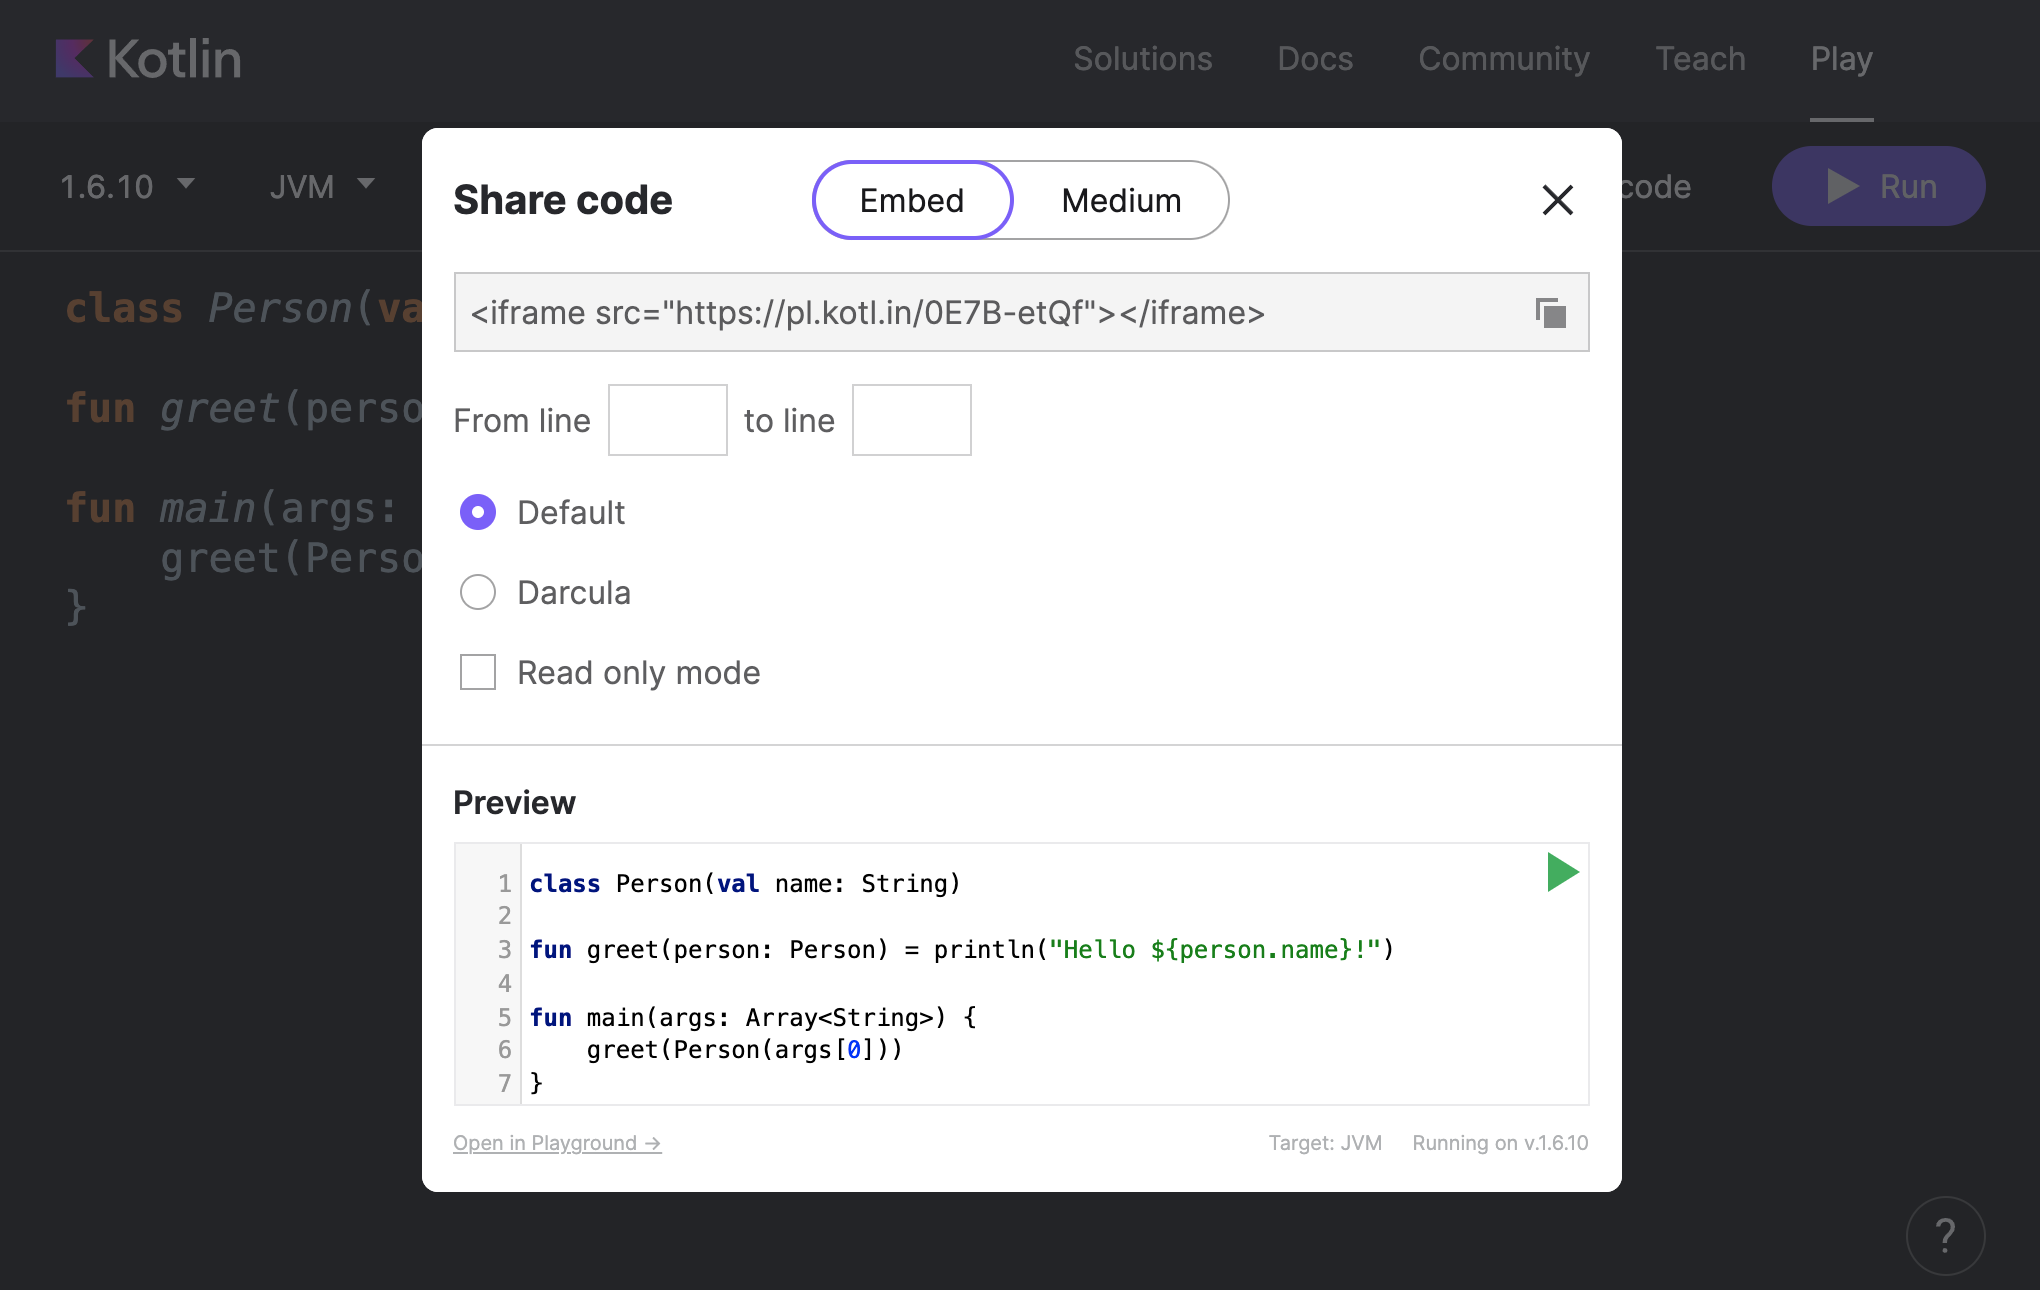 Kotlin
Solutions Docs Community Teach Play
1.6.10 JVM code Run
class Person(va
fun greet(perso
fun main(args:
    greet(Perso
}
Share code Embed Medium
<iframe src="https://pl.kotl.in/0E7B-etQf"></iframe>
From line to line
Default
Darcula
Read only mode
Preview
1 class Person(val name: String)
2
3 fun greet(person: Person) = println("Hello ${person.name}!")
4
5 fun main(args: Array<String>) {
6     greet(Person(args[0]))
7 }
Open in Playground → Target: JVM Running on v.1.6.10
?